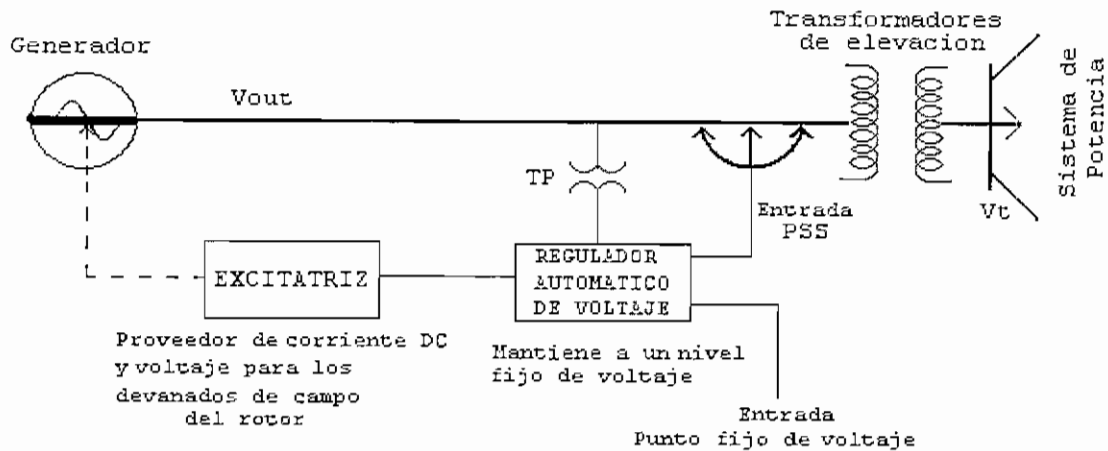 Generador
Vout
Transformadores
de elevacion
Sistema de
Potencia
TP
Entrada
PSS
Vt
EXCITATRIZ
REGULADOR
AUTOMATICO
DE VOLTAJE
Proveedor de corriente DC
y voltaje para los
devanados de campo
del rotor
Mantiene a un nivel
fijo de voltaje
Entrada
Punto fijo de voltaje